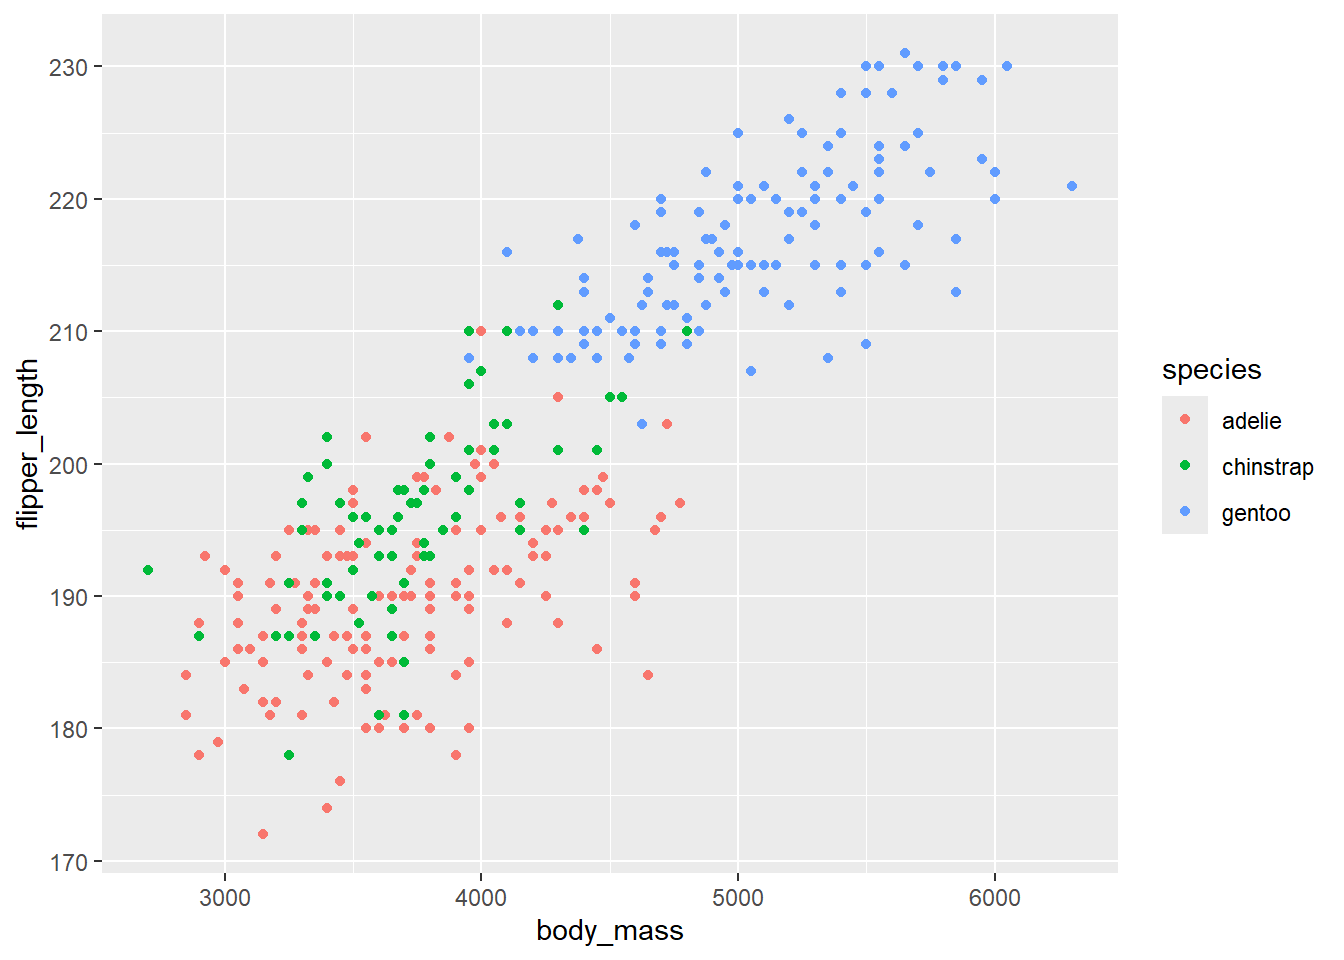 230
220
210
200
190
180
170
flipper_length
3000 4000 5000 6000
body_mass
species
adelie
chinstrap
gentoo